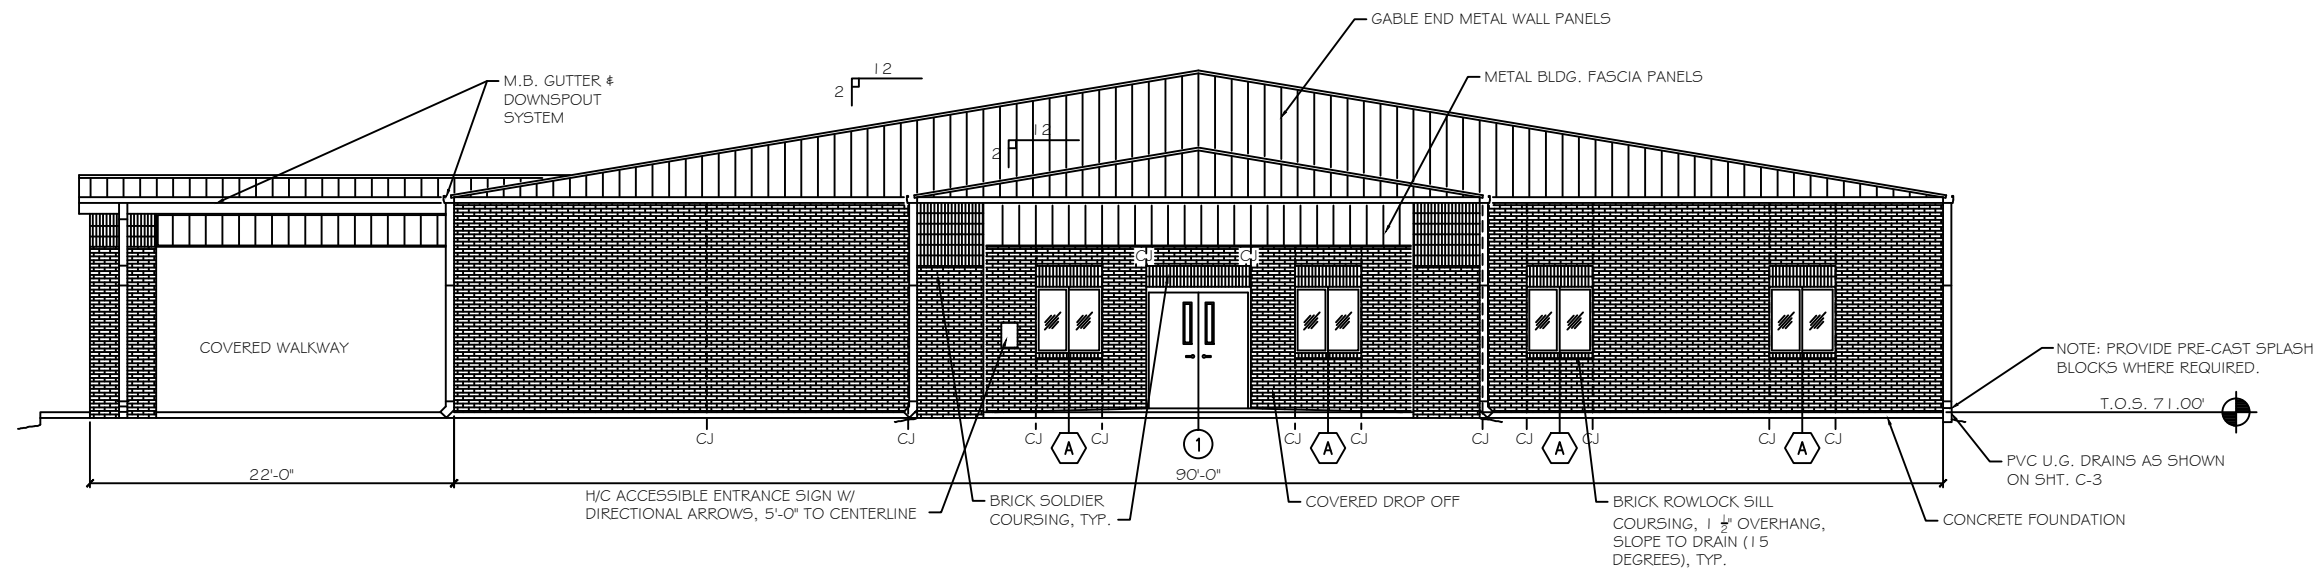 GABLE END METAL WALL PANELS
12
2
M.B. GUTTER &
DOWNSPOUT
SYSTEM
METAL BLDG. FASCIA PANELS
12
2
CJ
CJ
COVERED WALKWAY
NOTE: PROVIDE PRE-CAST SPLASH
BLOCKS WHERE REQUIRED.
T.O.S. 71.00'
CJ
CJ
CJ
A
CJ
1
CJ
A
CJ
CJ
CJ
A
CJ
CJ
A
CJ
22'-0"
90'-0"
PVC U.G. DRAINS AS SHOWN
ON SHT. C-3
H/C ACCESSIBLE ENTRANCE SIGN W/
DIRECTIONAL ARROWS, 5'-0" TO CENTERLINE
BRICK SOLDIER
COURSING, TYP.
COVERED DROP OFF
BRICK ROWLOCK SILL
COURSING, 1 1/2" OVERHANG,
SLOPE TO DRAIN (15
DEGREES), TYP.
CONCRETE FOUNDATION